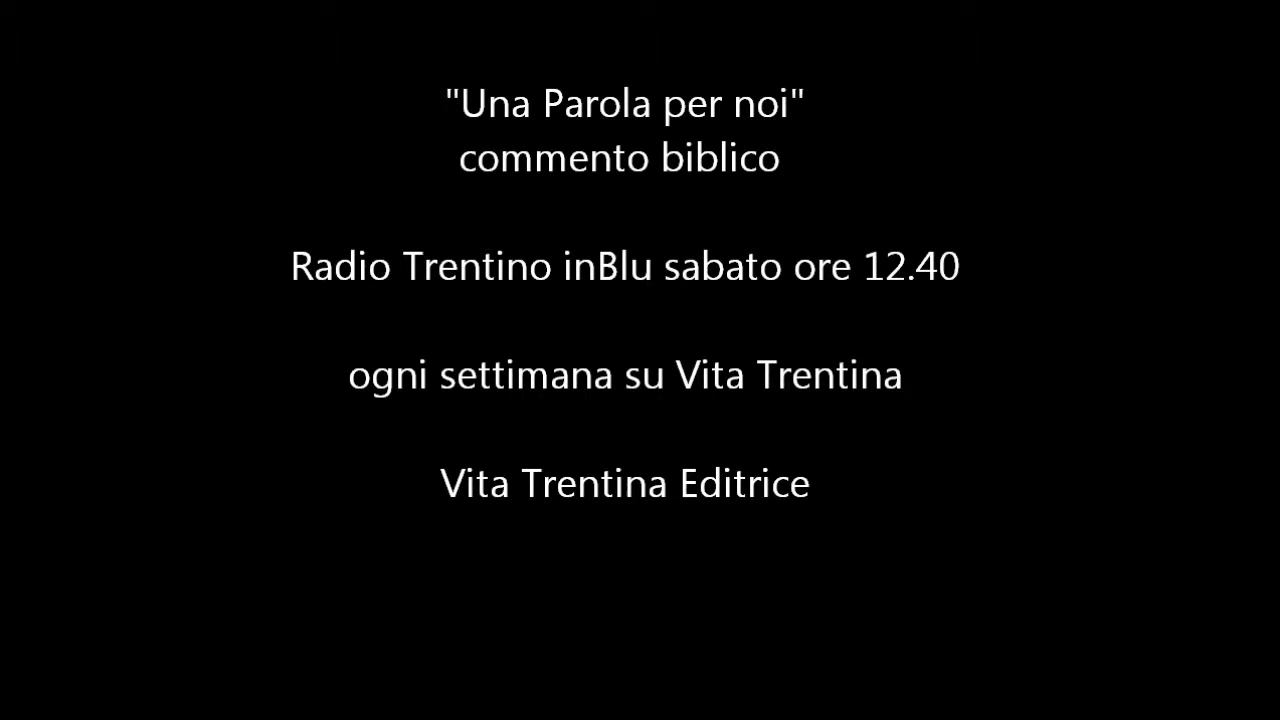 "Una Parola per noi"
commento biblico
Radio Trentino inBlu sabato ore 12.40
ogni settimana su Vita Trentina
Vita Trentina Editrice